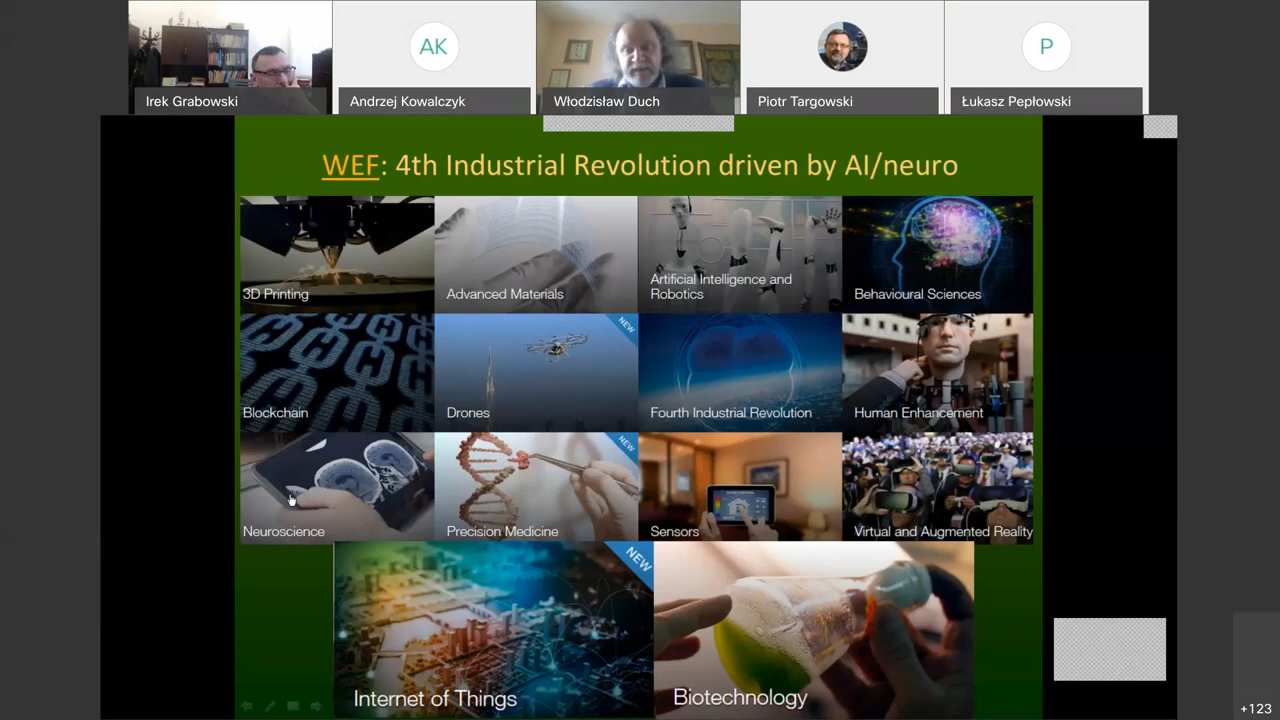 AK
P
Irek Grabowski
Andrzej Kowalczyk
Włodzisław Duch
Piotr Targowski
Łukasz Pepłowski
WEF: 4th Industrial Revolution driven by AI/neuro
3D Printing
Advanced Materials
Artificial Intelligence and
Robotics
Behavioural Sciences
NEW
Blockchain
Drones
Fourth Industrial Revolution
Human Enhancement
NEW
Neuroscience
Precision Medicine
Sensors
Virtual and Augmented Reality
NEW
Internet of Things
Biotechnology
+123